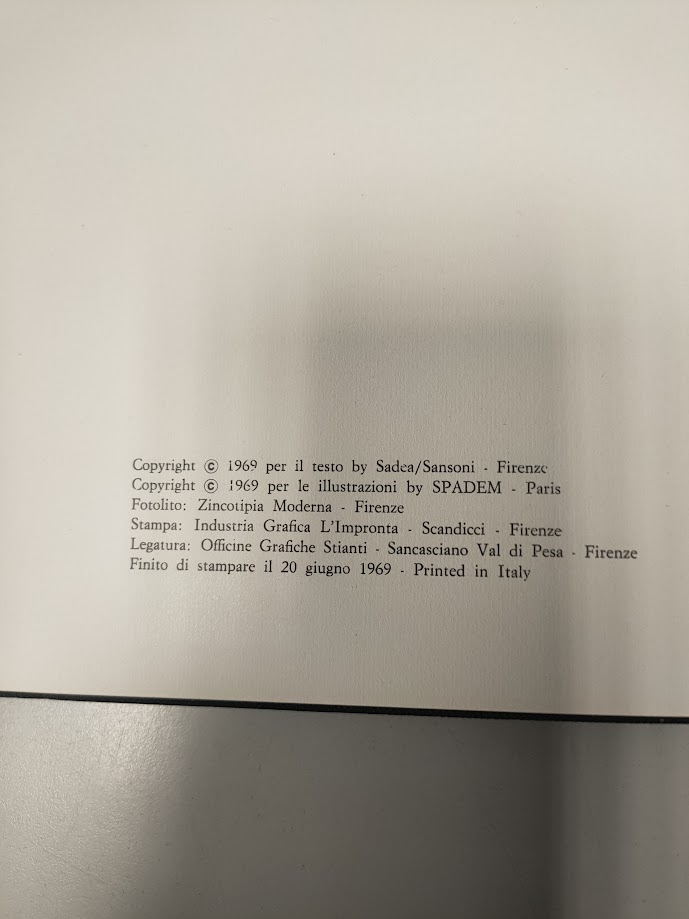 Copyright © 1969 per il testo by Sadea/Sansoni - Firenze
Copyright © 1969 per le illustrazioni by SPADEM - Paris
Fotolito: Zincotipia Moderna - Firenze
Stampa: Industria Grafica L'Impronta - Scandicci - Firenze
Legatura: Officine Grafiche Stianti - Sancasciano Val di Pesa - Firenze
Finito di stampare il 20 giugno 1969 - Printed in Italy